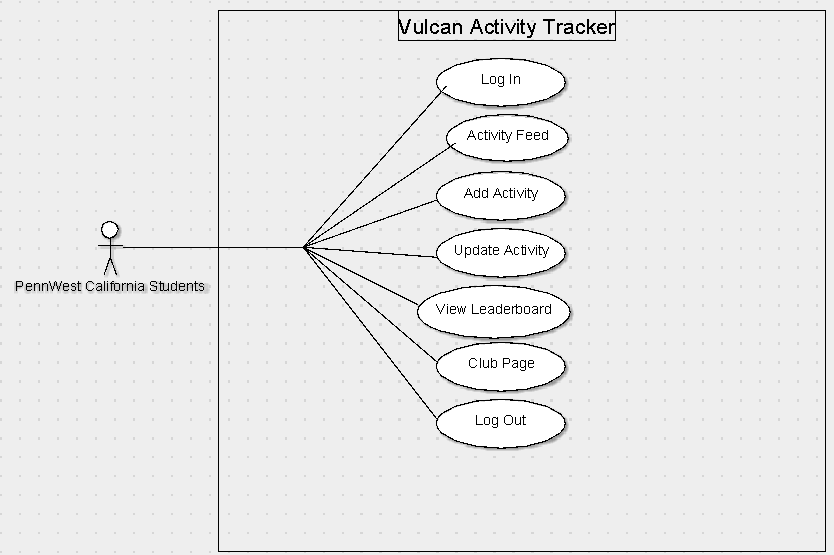 Vulcan Activity Tracker
Log In
Activity Feed
Add Activity
Update Activity
PennWest California Students
View Leaderboard
Club Page
Log Out